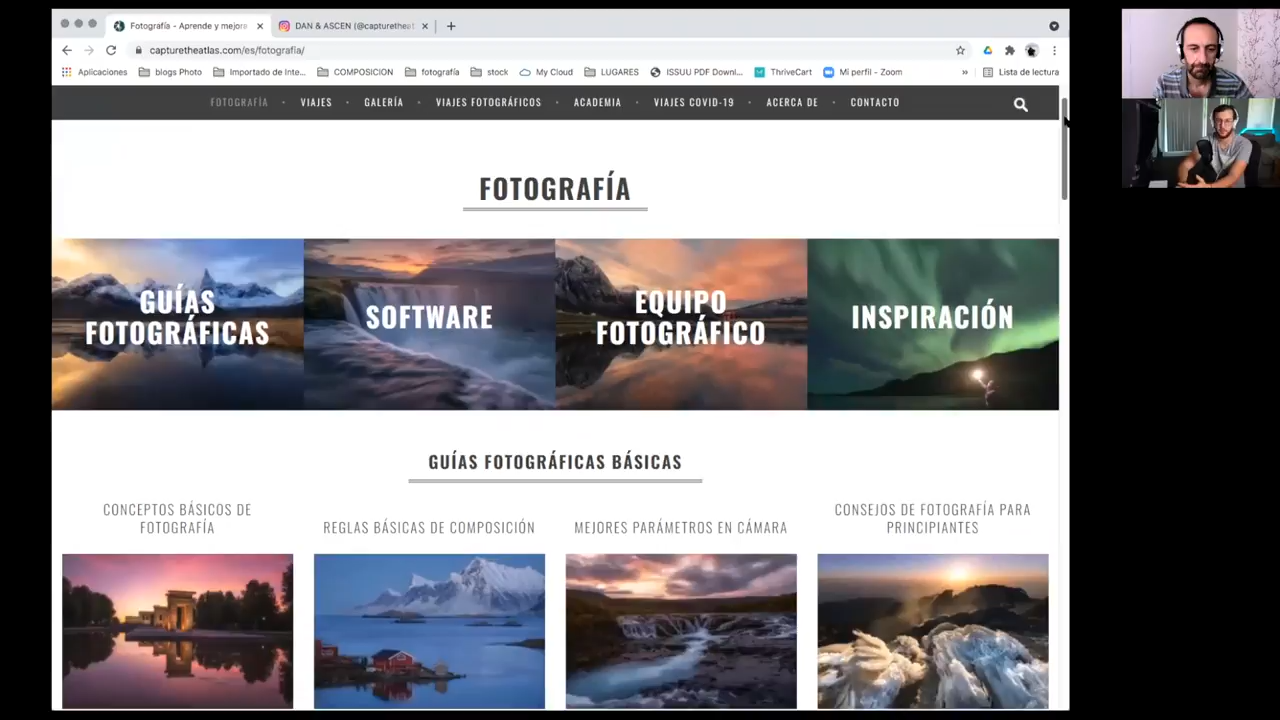 Fotografía - Aprende y mejora
DAN & ASCEN (@capturetheat
capturetheatlas.com/es/fotografia/
Aplicaciones
blogs Photo
Importado de Inte...
COMPOSICION
fotografía
stock
My Cloud
LUGARES
ISSUU PDF Downl...
ThriveCart
Mi perfil - Zoom
»
Lista de lectura
FOTOGRAFÍA
VIAJES
GALERÍA
VIAJES FOTOGRÁFICOS
ACADEMIA
VIAJES COVID-19
ACERCA DE
CONTACTO
FOTOGRAFÍA
GUÍAS
FOTOGRÁFICAS
SOFTWARE
EQUIPO
FOTOGRÁFICO
INSPIRACIÓN
GUÍAS FOTOGRÁFICAS BÁSICAS
CONCEPTOS BÁSICOS DE
FOTOGRAFÍA
REGLAS BÁSICAS DE COMPOSICIÓN
MEJORES PARÁMETROS EN CÁMARA
CONSEJOS DE FOTOGRAFÍA PARA
PRINCIPIANTES